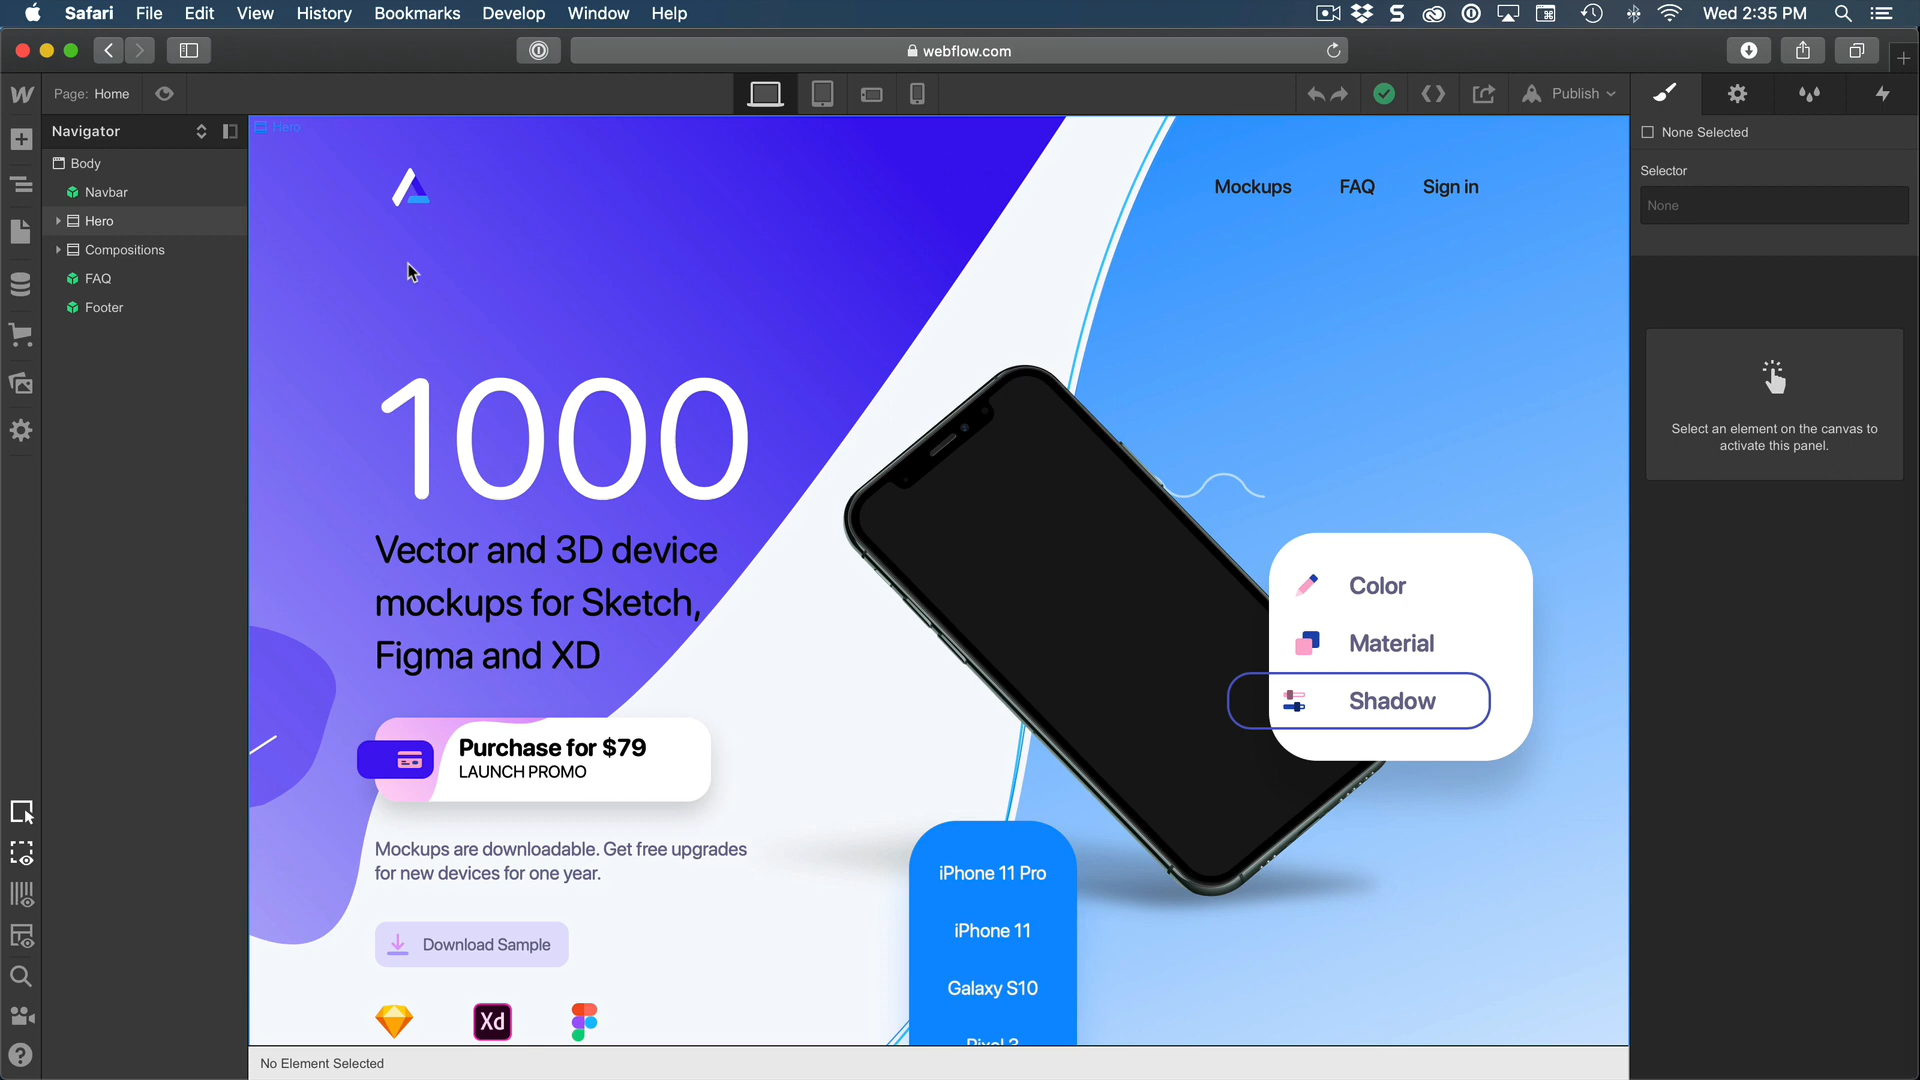 Safari File Edit View History Bookmarks Develop Window Help
Wed 2:35 PM
webflow.com
Page: Home
Publish
Navigator
Body
Navbar
Hero
Compositions
FAQ
Footer
Hero
Mockups FAQ Sign in
1000
Vector and 3D device
mockups for Sketch,
Figma and XD
Purchase for $79
LAUNCH PROMO
Mockups are downloadable. Get free upgrades
for new devices for one year.
Download Sample
Xd
Color
Material
Shadow
iPhone 11 Pro
iPhone 11
Galaxy S10
Pixel 3
No Element Selected
None Selected
Selector
None
Select an element on the canvas to
activate this panel.